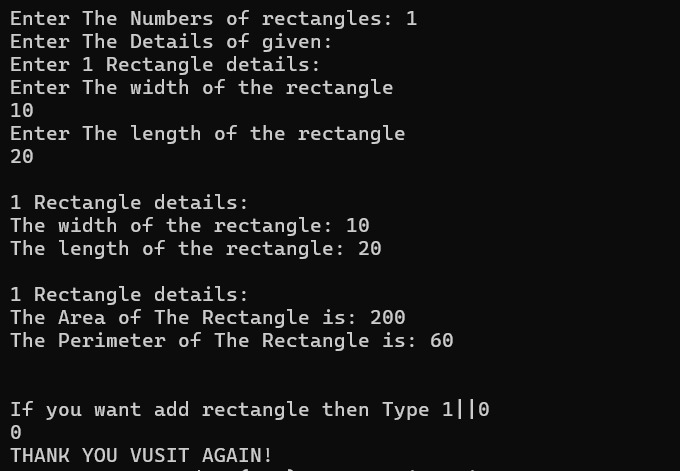 Enter The Numbers of rectangles: 1
Enter The Details of given:
Enter 1 Rectangle details:
Enter The width of the rectangle
10
Enter The length of the rectangle
20
1 Rectangle details:
The width of the rectangle: 10
The length of the rectangle: 20
1 Rectangle details:
The Area of The Rectangle is: 200
The Perimeter of The Rectangle is: 60
If you want add rectangle then Type 1||0
0
THANK YOU VUSIT AGAIN!